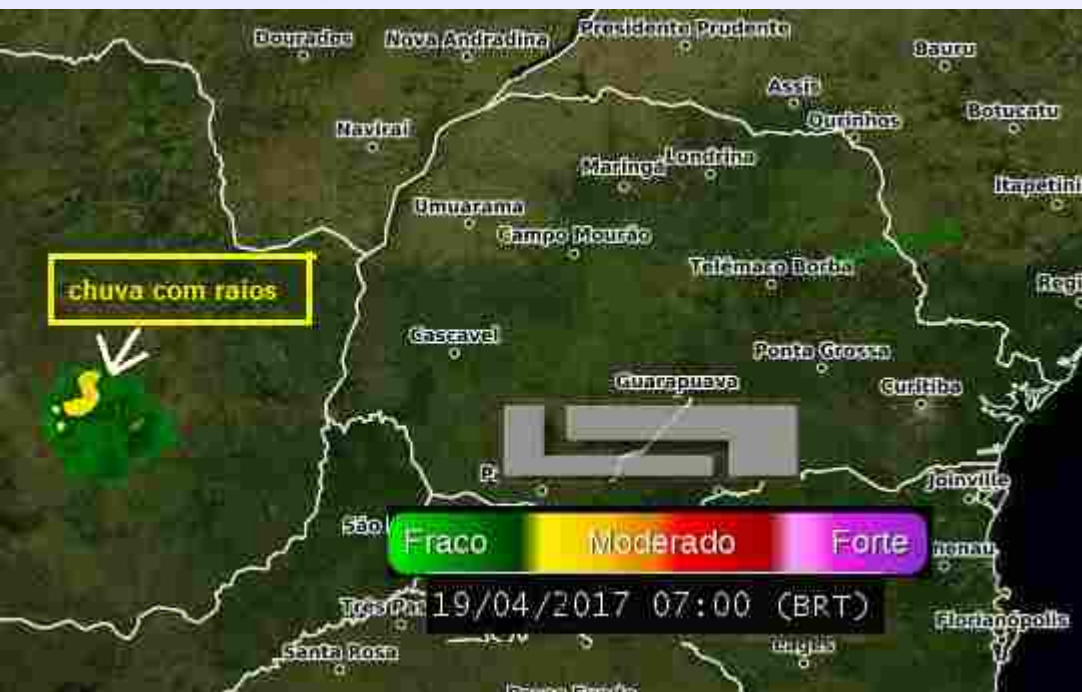 Presidente Prudente
Dourados
Nova Andradina
Bauru
Assis
Botucatu
Ourinhos
Naviraí
Londrina
Maringá
Itapetini
Umuarama
Campo Mourão
Telêmaco Borba
Regi
chuva com raios
Cascavel
Ponta Grossa
Guarapuava
Curitiba
Joinville
São
Fraco
Moderado
Forte
nenau
19/04/2017 07:00 (BRT)
Florianópolis
Santa Rosa